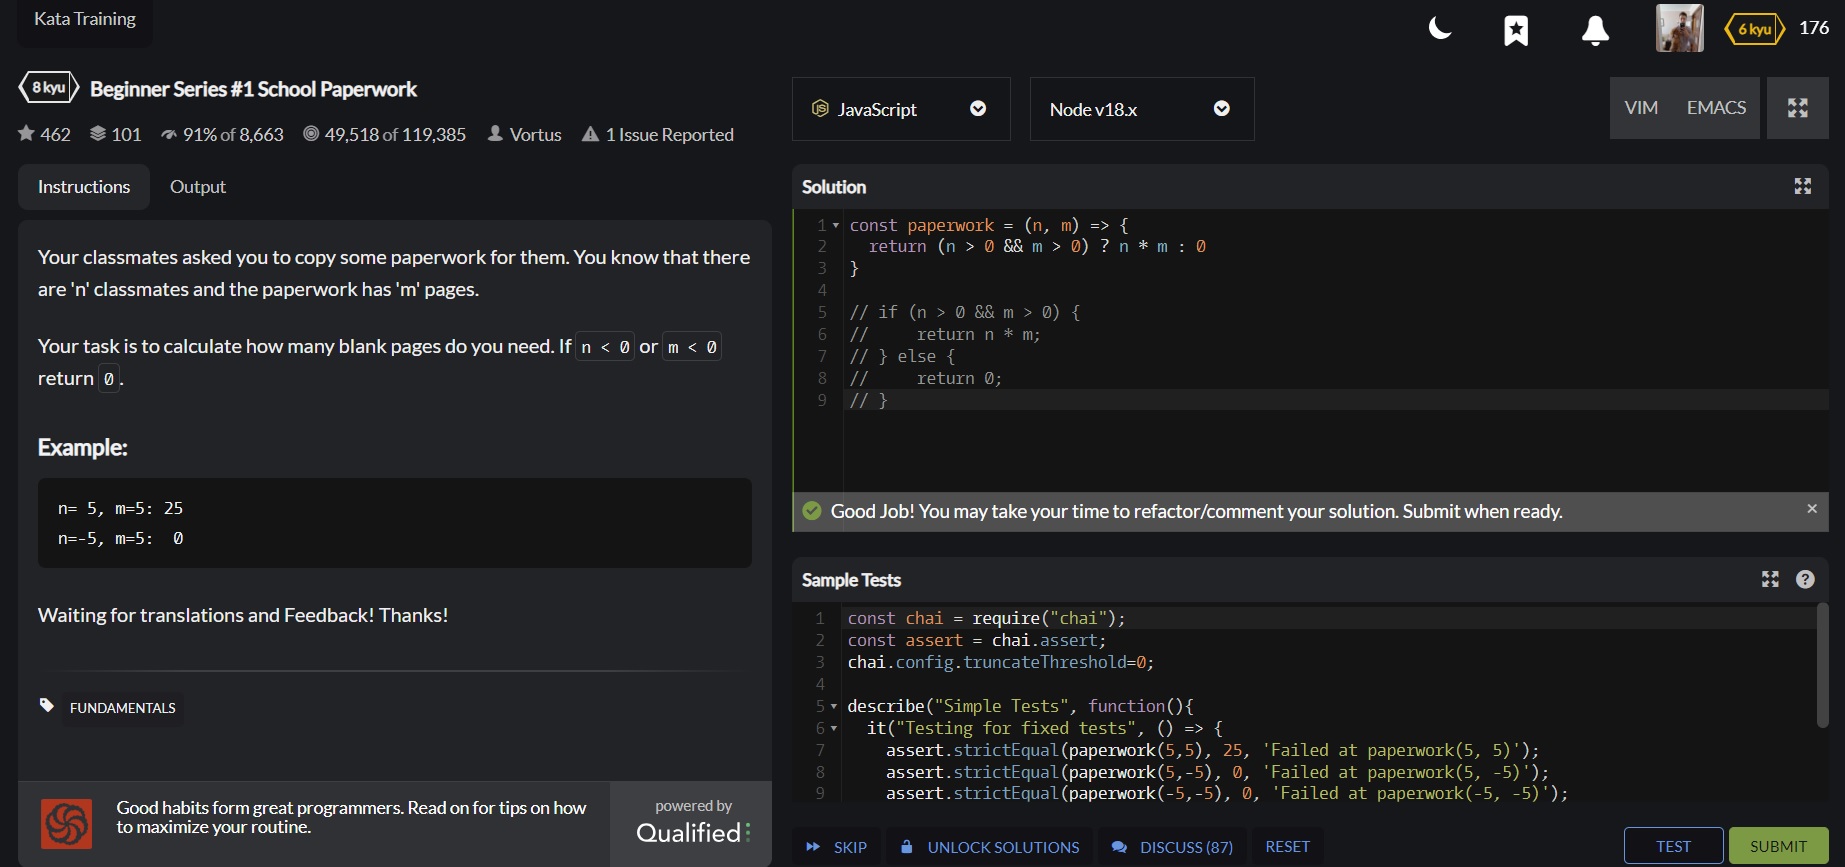 Kata Training
6 kyu
176
8 kyu
Beginner Series #1 School Paperwork
462
101
91% of 8,663
49,518 of 119,385
Vortus
1 Issue Reported
Instructions
Output
Your classmates asked you to copy some paperwork for them. You know that there
are 'n' classmates and the paperwork has 'm' pages.
Your task is to calculate how many blank pages do you need. If n < 0 or m < 0
return 0.
Example:
n= 5, m=5: 25
n=-5, m=5:  0
Waiting for translations and Feedback! Thanks!
FUNDAMENTALS
Good habits form great programmers. Read on for tips on how
to maximize your routine.
powered by
Qualified
JS JavaScript
Node v18.x
VIM
EMACS
Solution
1 const paperwork = (n, m) => {
2   return (n > 0 && m > 0) ? n * m : 0
3 }
4
5 // if (n > 0 && m > 0) {
6 //     return n * m;
7 // } else {
8 //     return 0;
9 // }
Good Job! You may take your time to refactor/comment your solution. Submit when ready.
×
Sample Tests
?
1 const chai = require("chai");
2 const assert = chai.assert;
3 chai.config.truncateThreshold=0;
4
5 describe("Simple Tests", function(){
6   it("Testing for fixed tests", () => {
7     assert.strictEqual(paperwork(5,5), 25, 'Failed at paperwork(5, 5)');
8     assert.strictEqual(paperwork(5,-5), 0, 'Failed at paperwork(5, -5)');
9     assert.strictEqual(paperwork(-5,-5), 0, 'Failed at paperwork(-5, -5)');
SKIP
UNLOCK SOLUTIONS
DISCUSS (87)
RESET
TEST
SUBMIT